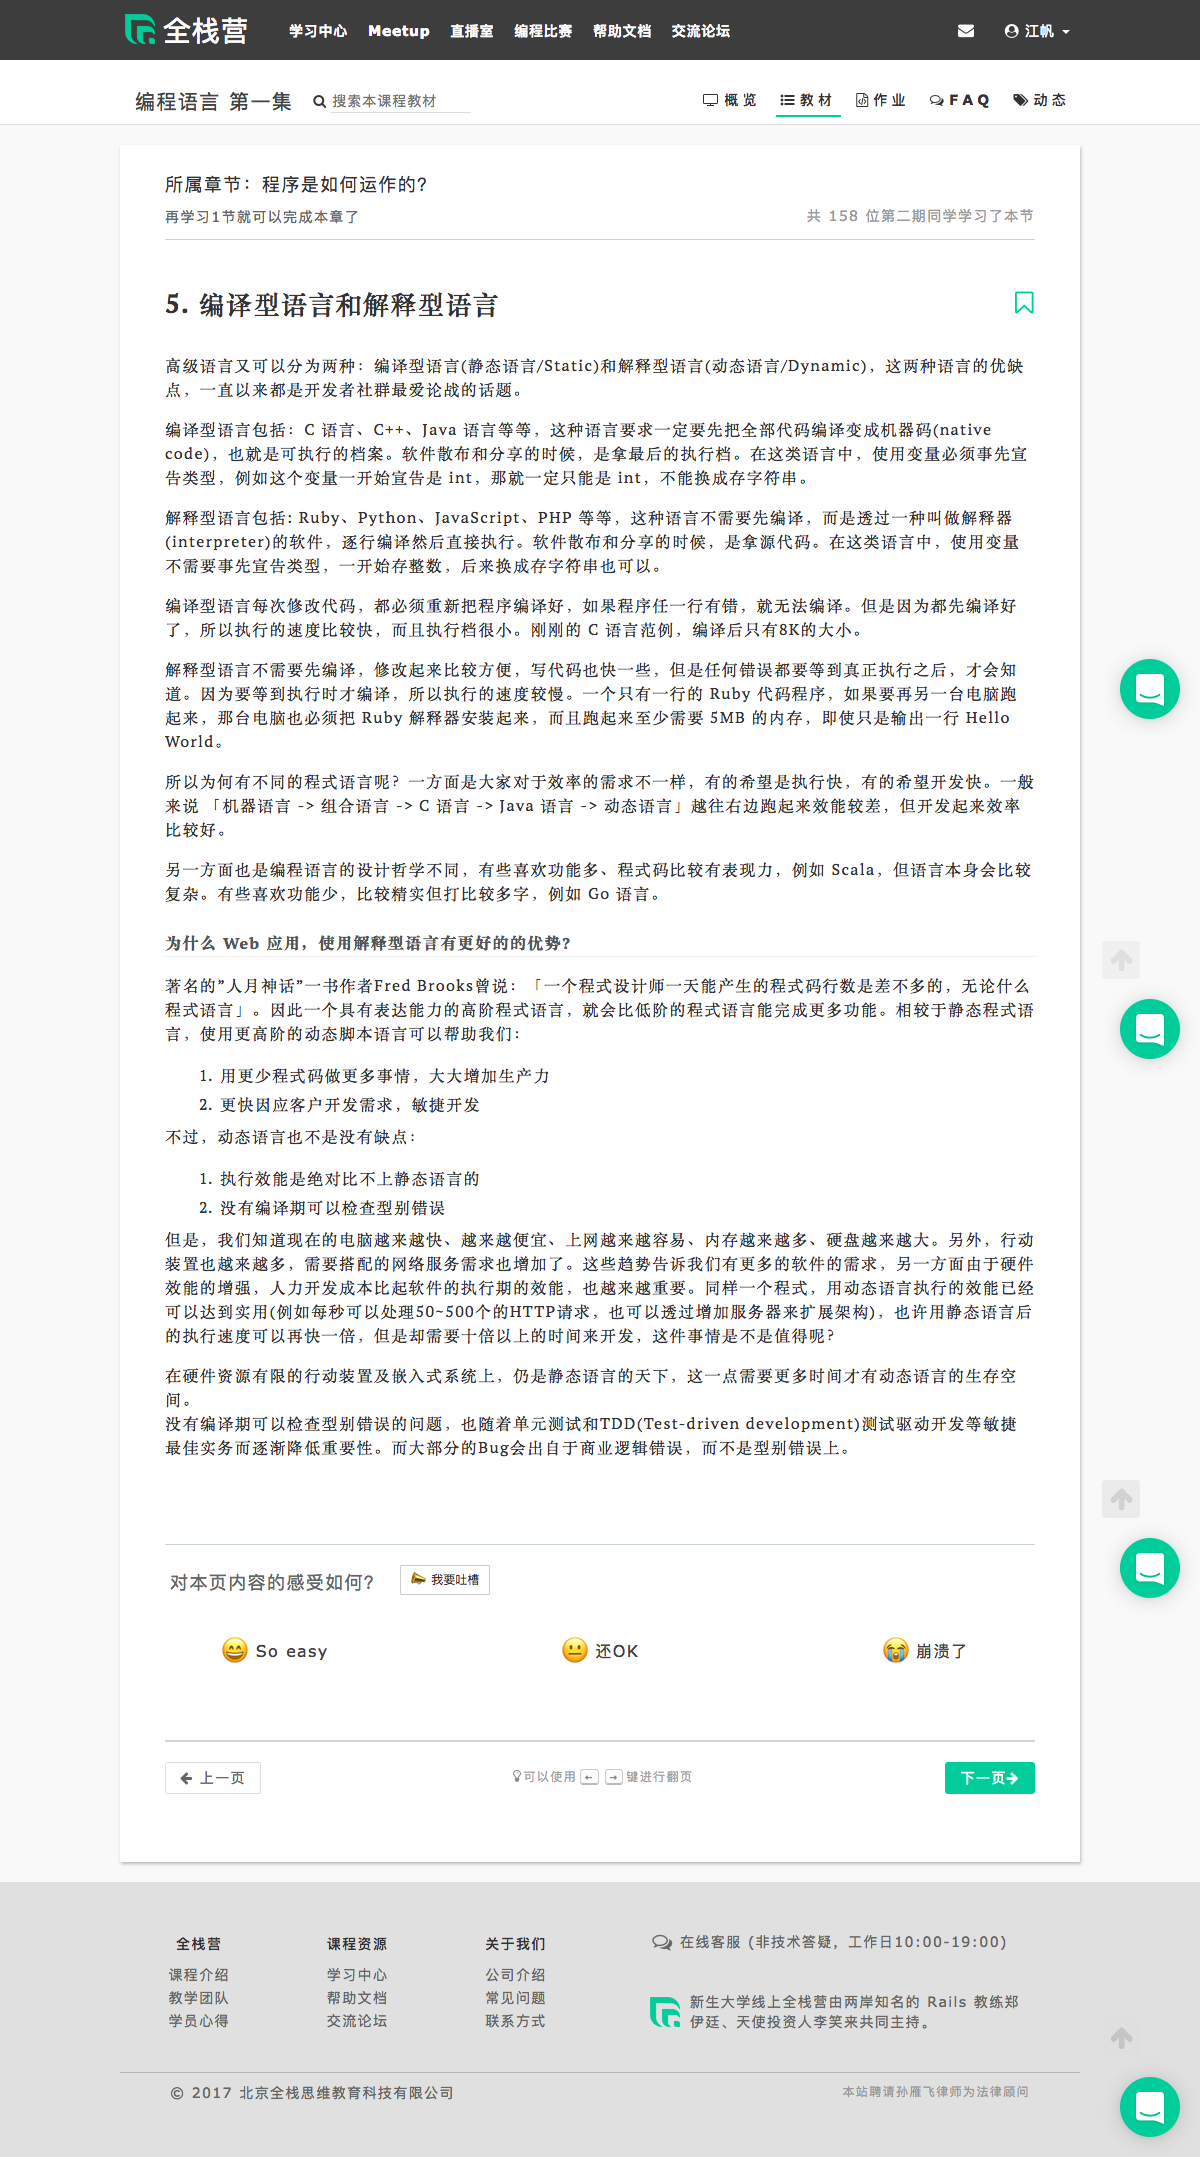 全栈营 学习中心 Meetup 直播室 编程比赛 帮助文档 交流论坛 江帆
编程语言 第一集 搜索本课程教材 概览 教材 作业 FAQ 动态
所属章节：程序是如何运作的?
再学习1节就可以完成本章了 共 158 位第二期同学学习了本节
5. 编译型语言和解释型语言
高级语言又可以分为两种：编译型语言(静态语言/Static)和解释型语言(动态语言/Dynamic)，这两种语言的优缺
点，一直以来都是开发者社群最爱论战的话题。
编译型语言包括：C 语言、C++、Java 语言等等，这种语言要求一定要先把全部代码编译变成机器码(native
code)，也就是可执行的档案。软件散布和分享的时候，是拿最后的执行档。在这类语言中，使用变量必须事先宣
告类型，例如这个变量一开始宣告是 int，那就一定只能是 int，不能换成存字符串。
解释型语言包括: Ruby、Python、JavaScript、PHP 等等，这种语言不需要先编译，而是透过一种叫做解释器
(interpreter)的软件，逐行编译然后直接执行。软件散布和分享的时候，是拿源代码。在这类语言中，使用变量
不需要事先宣告类型，一开始存整数，后来换成存字符串也可以。
编译型语言每次修改代码，都必须重新把程序编译好，如果程序任一行有错，就无法编译。但是因为都先编译好
了，所以执行的速度比较快，而且执行档很小。刚刚的 C 语言范例，编译后只有8K的大小。
解释型语言不需要先编译，修改起来比较方便，写代码也快一些，但是任何错误都要等到真正执行之后，才会知
道。因为要等到执行时才编译，所以执行的速度较慢。一个只有一行的 Ruby 代码程序，如果要再另一台电脑跑
起来，那台电脑也必须把 Ruby 解释器安装起来，而且跑起来至少需要 5MB 的内存，即使只是输出一行 Hello
World。
所以为何有不同的程式语言呢？一方面是大家对于效率的需求不一样，有的希望是执行快，有的希望开发快。一般
来说 「机器语言 -> 组合语言 -> C 语言 -> Java 语言 -> 动态语言」越往右边跑起来效能较差，但开发起来效率
比较好。
另一方面也是编程语言的设计哲学不同，有些喜欢功能多、程式码比较有表现力，例如 Scala，但语言本身会比较
复杂。有些喜欢功能少，比较精实但打比较多字，例如 Go 语言。
为什么 Web 应用，使用解释型语言有更好的的优势?
著名的”人月神话”一书作者Fred Brooks曾说：「一个程式设计师一天能产生的程式码行数是差不多的，无论什么
程式语言」。因此一个具有表达能力的高阶程式语言，就会比低阶的程式语言能完成更多功能。相较于静态程式语
言，使用更高阶的动态脚本语言可以帮助我们：
1. 用更少程式码做更多事情，大大增加生产力
2. 更快因应客户开发需求，敏捷开发
不过，动态语言也不是没有缺点：
1. 执行效能是绝对比不上静态语言的
2. 没有编译期可以检查型别错误
但是，我们知道现在的电脑越来越快、越来越便宜、上网越来越容易、内存越来越多、硬盘越来越大。另外，行动
装置也越来越多，需要搭配的网络服务需求也增加了。这些趋势告诉我们有更多的软件的需求，另一方面由于硬件
效能的增强，人力开发成本比起软件的执行期的效能，也越来越重要。同样一个程式，用动态语言执行的效能已经
可以达到实用(例如每秒可以处理50~500个的HTTP请求，也可以透过增加服务器来扩展架构)，也许用静态语言后
的执行速度可以再快一倍，但是却需要十倍以上的时间来开发，这件事情是不是值得呢？
在硬件资源有限的行动装置及嵌入式系统上，仍是静态语言的天下，这一点需要更多时间才有动态语言的生存空
间。
没有编译期可以检查型别错误的问题，也随着单元测试和TDD(Test-driven development)测试驱动开发等敏捷
最佳实务而逐渐降低重要性。而大部分的Bug会出自于商业逻辑错误，而不是型别错误上。
对本页内容的感受如何? 我要吐槽
So easy 还OK 崩溃了
上一页 可以使用 ← → 键进行翻页 下一页
全栈营 课程资源 关于我们 在线客服 (非技术答疑，工作日10:00-19:00)
课程介绍 学习中心 公司介绍
教学团队 帮助文档 常见问题
学员心得 交流论坛 联系方式
新生大学线上全栈营由两岸知名的 Rails 教练郑
伊廷、天使投资人李笑来共同主持。
© 2017 北京全栈思维教育科技有限公司 本站聘请孙雁飞律师为法律顾问